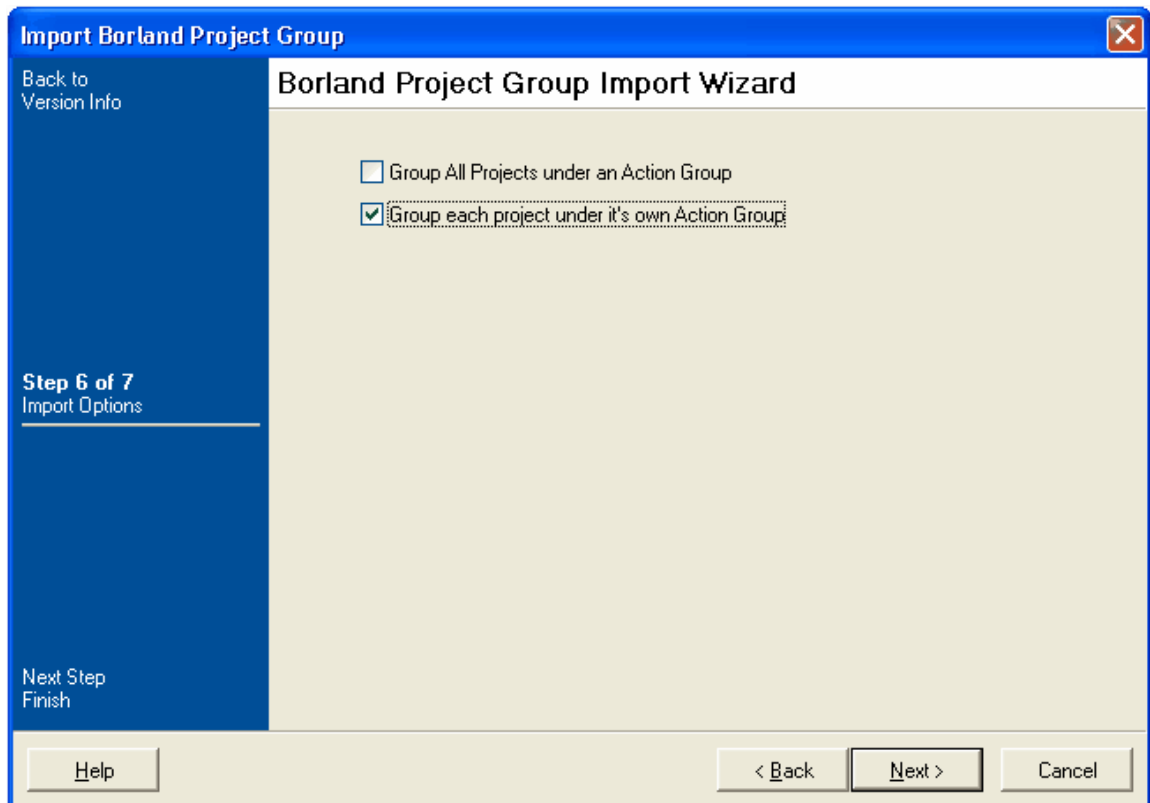 Import Borland Project Group
Back to
Version Info
Borland Project Group Import Wizard
Group All Projects under an Action Group
Group each project under it's own Action Group
Step 6 of 7
Import Options
Next Step
Finish
Help
< Back
Next >
Cancel